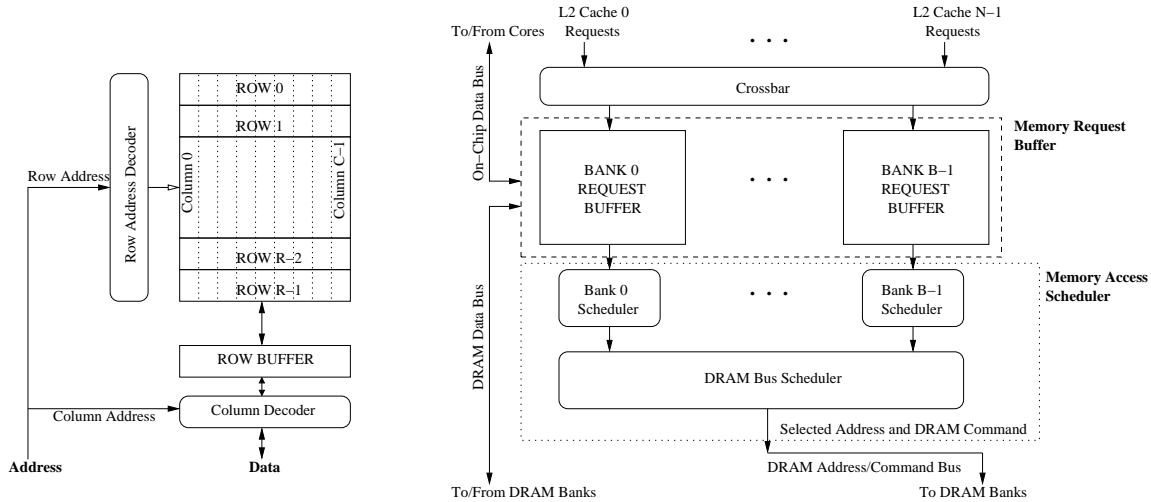 Row Address Decoder
ROW 0
ROW 1
Column 0
Column C−1
Row Address
ROW R−2
ROW R−1
ROW BUFFER
Column Address
Column Decoder
Address
Data
To/From Cores
L2 Cache 0
Requests
. . .
L2 Cache N−1
Requests
Crossbar
On−Chip Data Bus
Memory Request
Buffer
BANK 0
REQUEST
BUFFER
. . .
BANK B−1
REQUEST
BUFFER
DRAM Data Bus
Memory Access
Scheduler
Bank 0
Scheduler
. . .
Bank B−1
Scheduler
DRAM Bus Scheduler
Selected Address and DRAM Command
DRAM Address/Command Bus
To/From DRAM Banks
To DRAM Banks